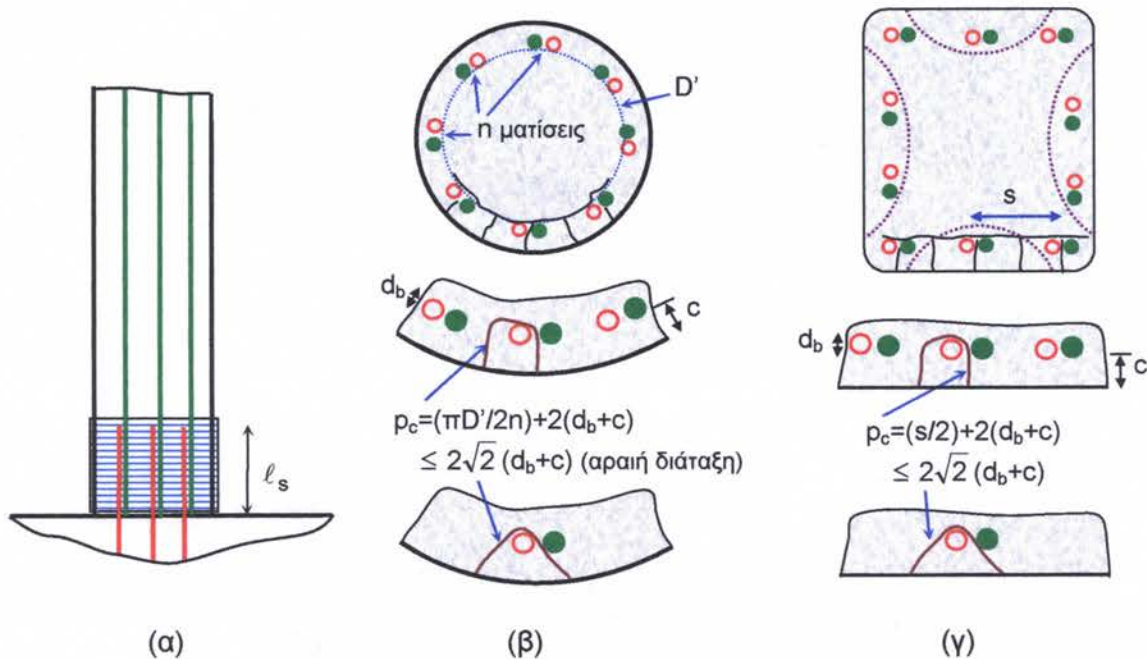 ℓs
n ματίσεις
D'
db
c
pc=(πD'/2n)+2(db+c)
≤ 2√2 (db+c) (αραιή διάταξη)
s
db
c
pc=(s/2)+2(db+c)
≤ 2√2 (db+c)
(α)
(β)
(γ)